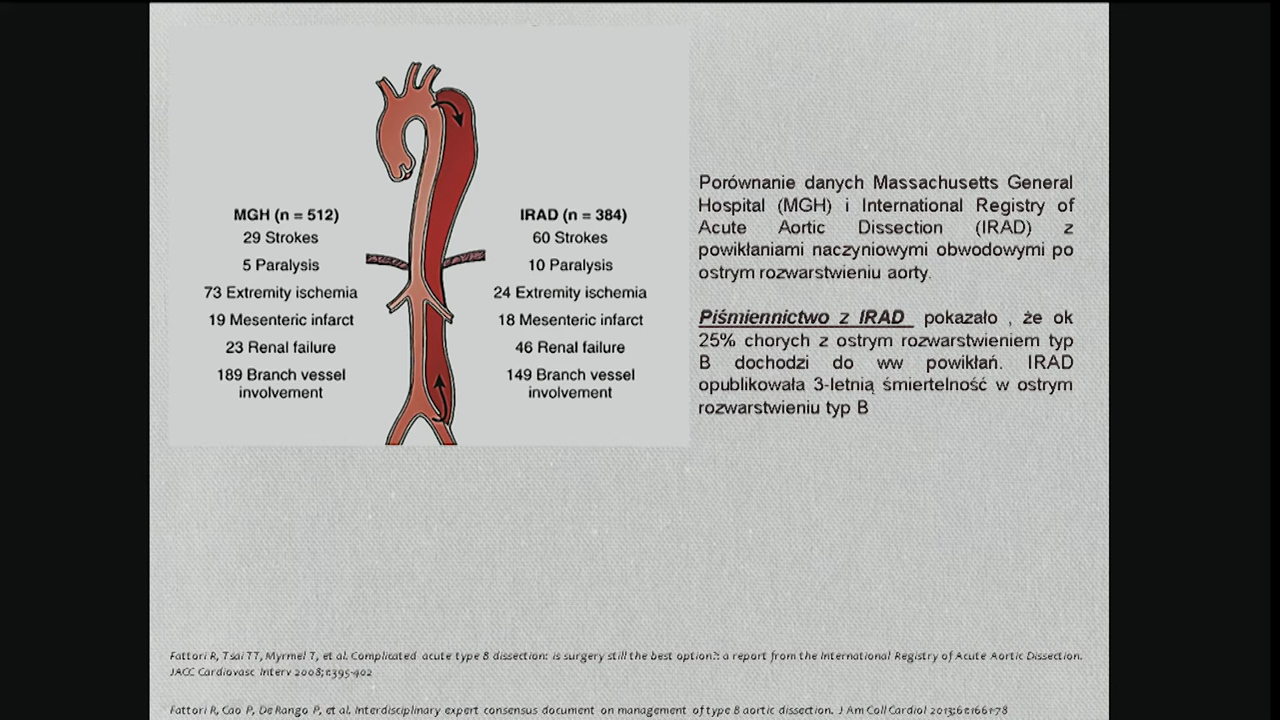 MGH (n = 512)
29 Strokes
5 Paralysis
73 Extremity ischemia
19 Mesenteric infarct
23 Renal failure
189 Branch vessel
involvement
IRAD (n = 384)
60 Strokes
10 Paralysis
24 Extremity ischemia
18 Mesenteric infarct
46 Renal failure
149 Branch vessel
involvement
Porównanie danych Massachusetts General
Hospital (MGH) i International Registry of
Acute Aortic Dissection (IRAD) z
powikłaniami naczyniowymi obwodowymi po
ostrym rozwarstwieniu aorty.
Piśmiennictwo z IRAD pokazało , że ok
25% chorych z ostrym rozwarstwieniem typ
B dochodzi do ww powikłań. IRAD
opublikowała 3-letnią śmiertelność w ostrym
rozwarstwieniu typ B
Fattori R, Tsai TT, Myrmel T, et al. Complicated acute type B dissection: is surgery still the best option?: a report from the International Registry of Acute Aortic Dissection.
JACC Cardiovasc Interv 2008;1:395-402
Fattori R, Cao P, De Rango P, et al. Interdisciplinary expert consensus document on management of type B aortic dissection. J Am Coll Cardiol 2013;61:1661-78